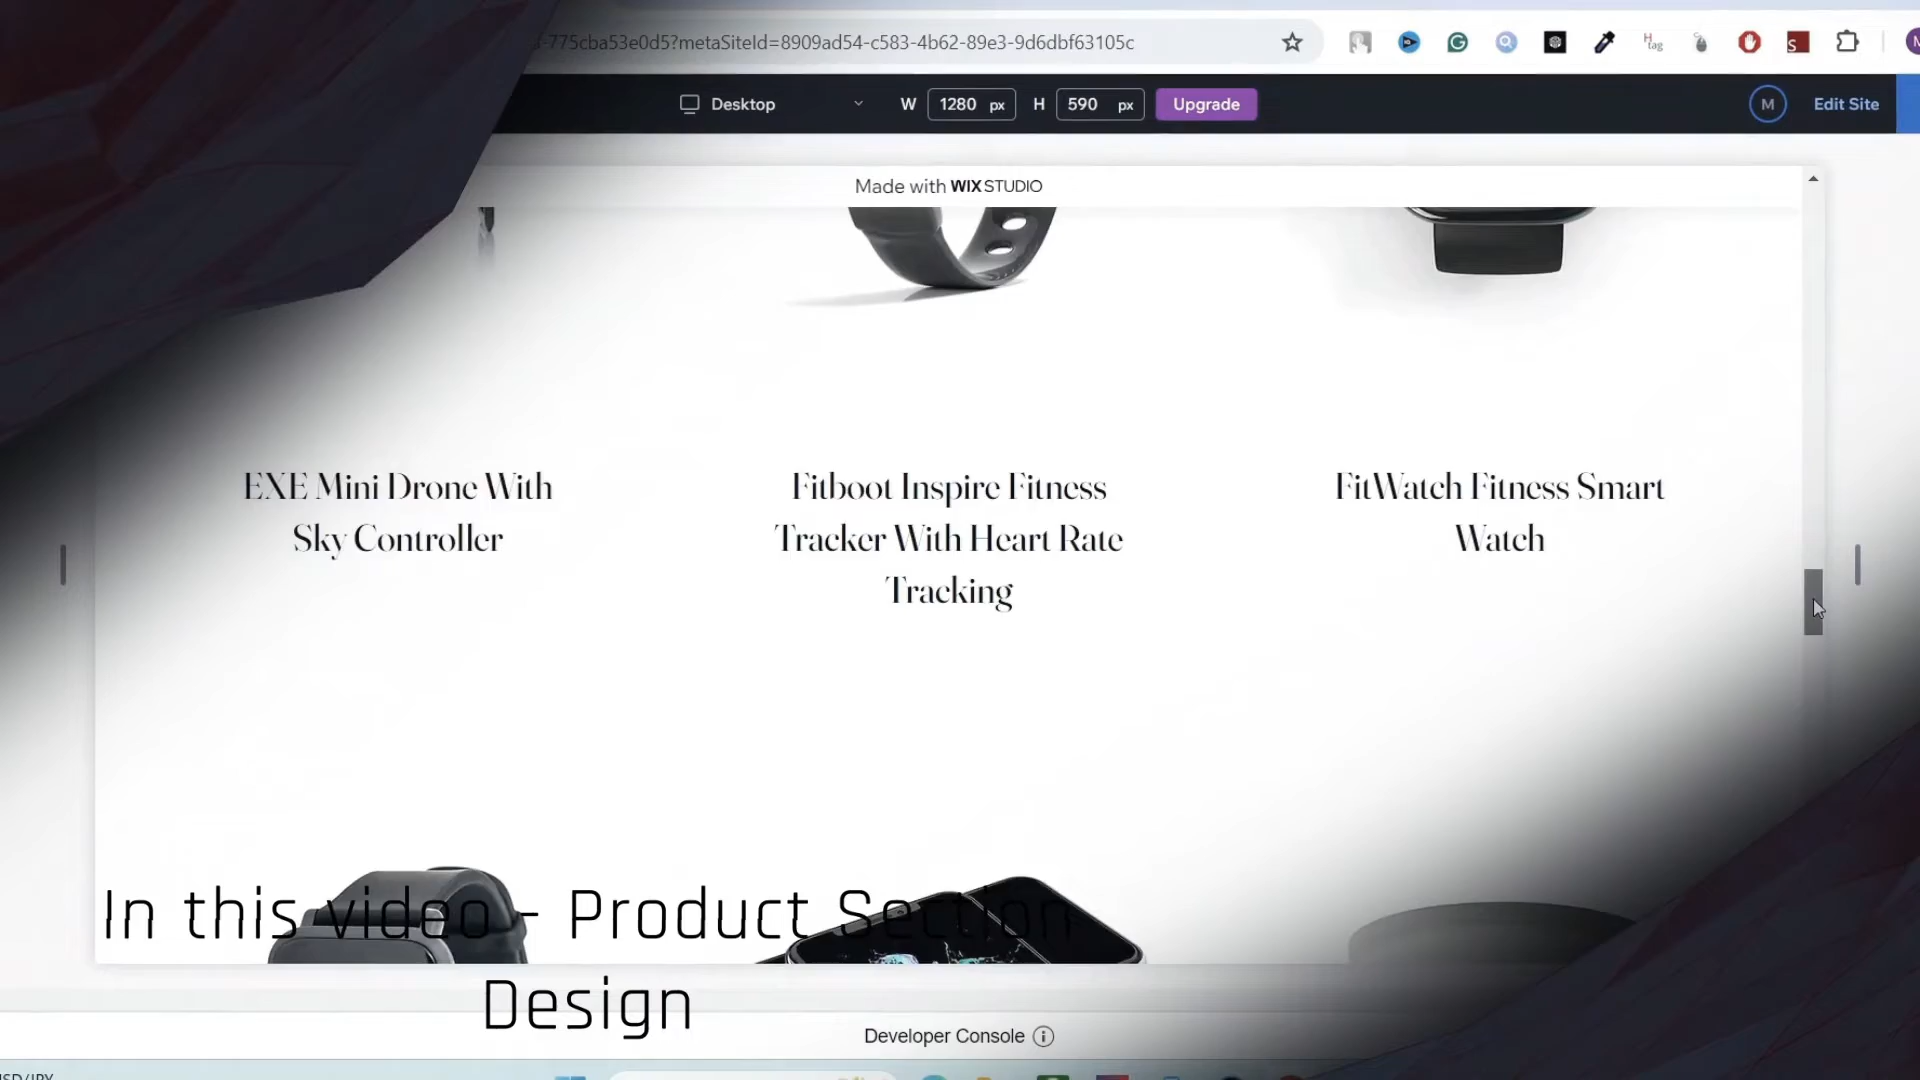 -775cba53e0d5?metaSiteId=8909ad54-c583-4b62-89e3-9d6dbf63105c
Desktop
W 1280 px H 590 px Upgrade
M Edit Site
Made with WIX STUDIO
EXE Mini Drone With
Sky Controller
Fitboot Inspire Fitness
Tracker With Heart Rate
Tracking
FitWatch Fitness Smart
Watch
In this video - Product Section
Design
Developer Console